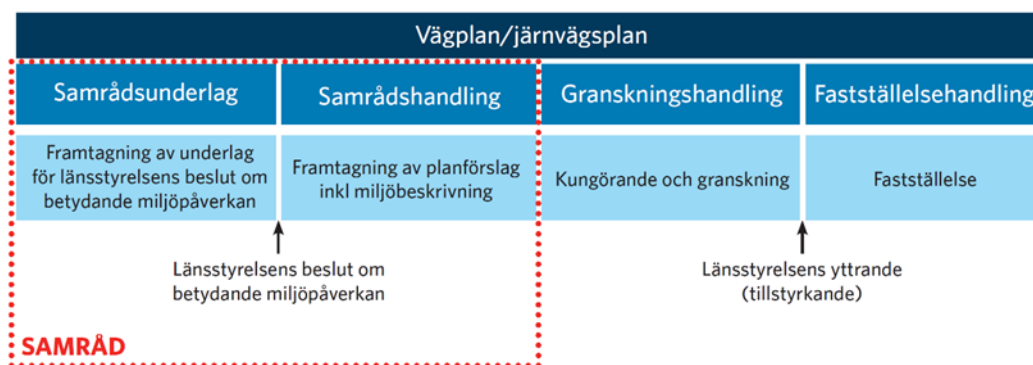 Vägplan/järnvägsplan
Samrådsunderlag
Samrådshandling
Granskningshandling
Fastställelsehandling
Framtagning av underlag
för länsstyrelsens beslut om
betydande miljöpåverkan
Framtagning av planförslag
inkl miljöbeskrivning
Kungörande och granskning
Fastställelse
Länsstyrelsens beslut om
betydande miljöpåverkan
Länsstyrelsens yttrande
(tillstyrkande)
SAMRÅD